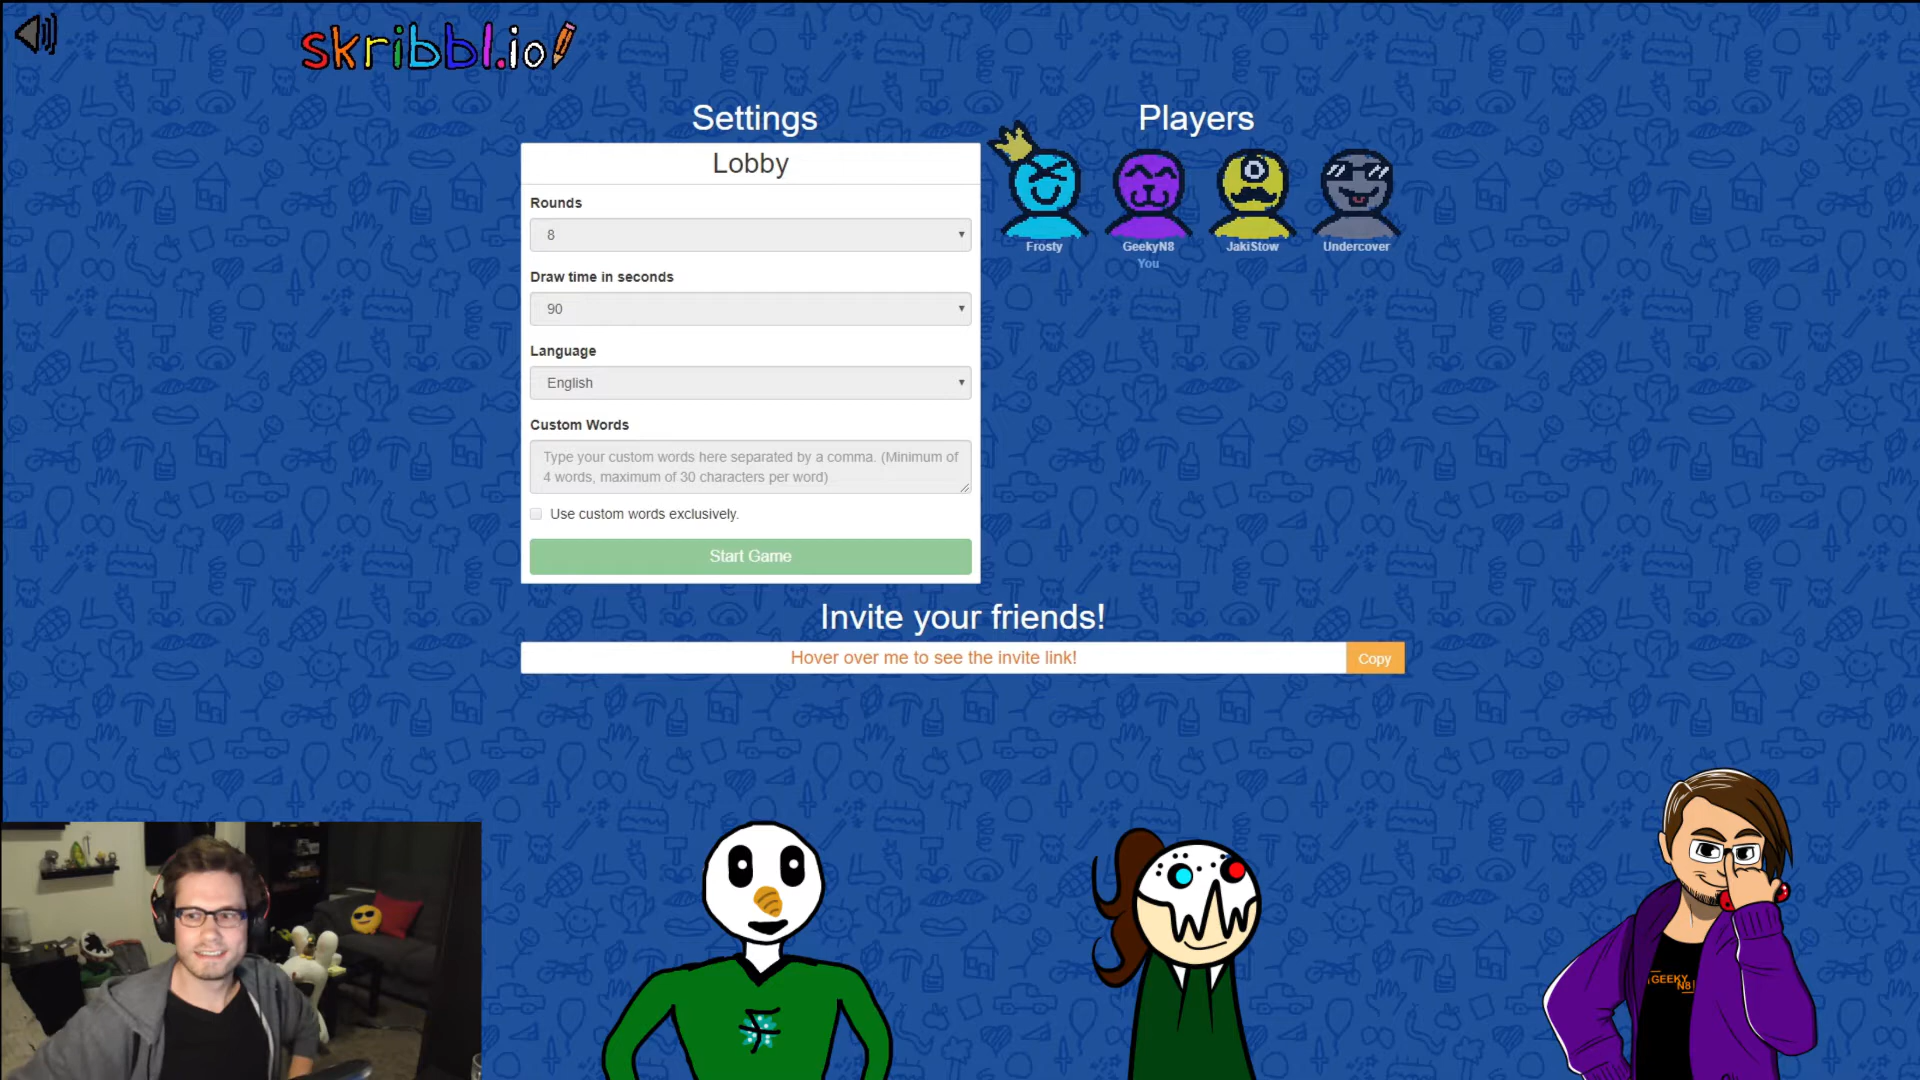 skribbl.io
Settings
Players
Lobby
Rounds
8
Draw time in seconds
90
Language
English
Custom Words
Type your custom words here separated by a comma. (Minimum of
4 words, maximum of 30 characters per word)
Use custom words exclusively.
Start Game
Frosty
GeekyN8
JakiStow
Undercover
You
Invite your friends!
Hover over me to see the invite link!
Copy
F
GEEKY
N8